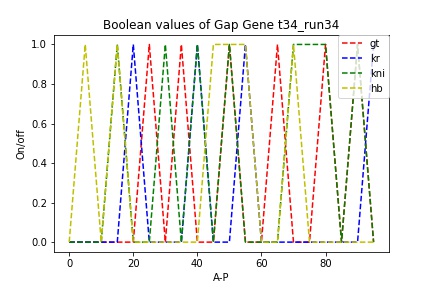 Boolean values of Gap Gene t34_run34
1.0
0.8
0.6
0.4
0.2
0.0
On/off
0 20 40 60 80
A-P
gt
kr
kni
hb